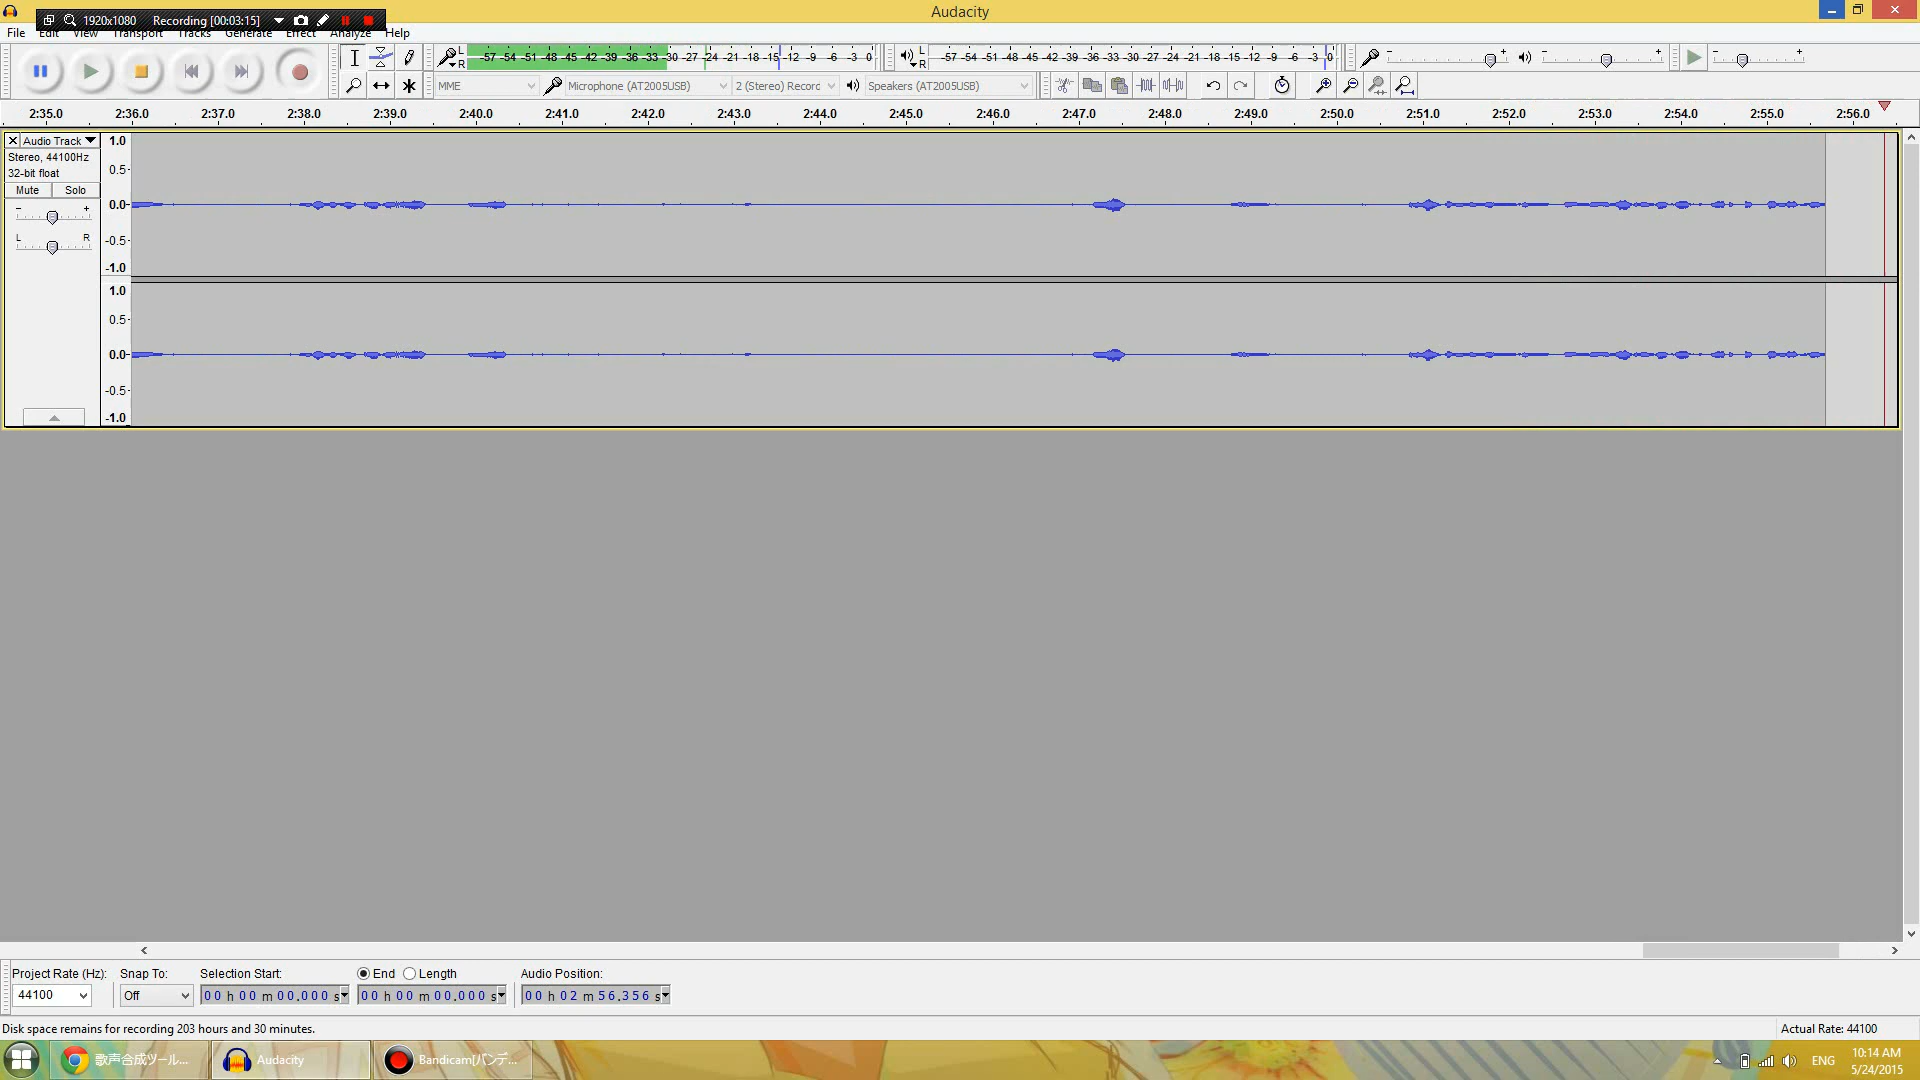 Audacity
1920x1080 Recording [00:03:15]
File Edit View Transport Tracks Generate Effect Analyze Help
L -57 -54 -51 -48 -45 -42 -39 -36 -33 -30 -27 -24 -21 -18 -15 -12 -9 -6 -3 0
R
L -57 -54 -51 -48 -45 -42 -39 -36 -33 -30 -27 -24 -21 -18 -15 -12 -9 -6 -3 0
R
MME Microphone (AT2005USB) 2 (Stereo) Recorc Speakers (AT2005USB)
2:35.0 2:36.0 2:37.0 2:38.0 2:39.0 2:40.0 2:41.0 2:42.0 2:43.0 2:44.0 2:45.0 2:46.0 2:47.0 2:48.0 2:49.0 2:50.0 2:51.0 2:52.0 2:53.0 2:54.0 2:55.0 2:56.0
Audio Track
Stereo, 44100Hz
32-bit float
Mute Solo
- +
L R
1.0
0.5
0.0
-0.5
-1.0
1.0
0.5
0.0
-0.5
-1.0
Project Rate (Hz): Snap To: Selection Start: End Length Audio Position:
44100 Off 00 h 00 m 00.000 s 00 h 00 m 00.000 s 00 h 02 m 56.356 s
Disk space remains for recording 203 hours and 30 minutes.
Actual Rate: 44100
歌声合成ツール... Audacity Bandicam[バンデ...
ENG
10:14 AM
5/24/2015